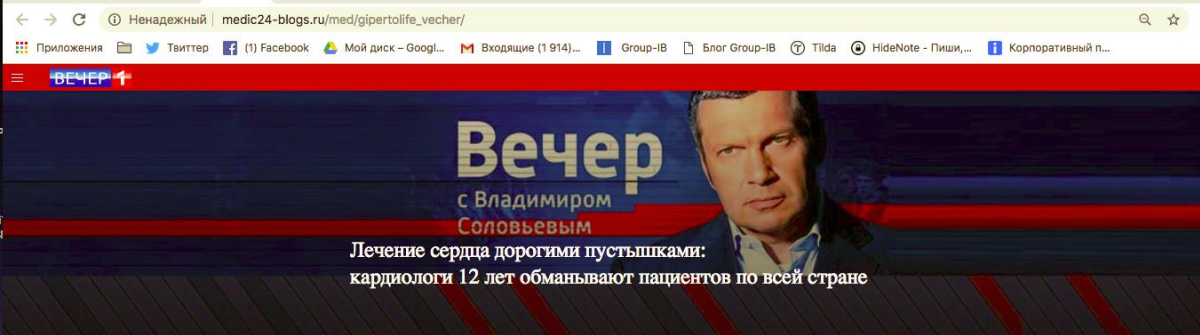 Ненадежный medic24-blogs.ru/med/gipertolife_vecher/
Приложения Твиттер (1) Facebook Мой диск – Googl... Входящие (1 914)... Group-IB Блог Group-IB Tilda HideNote - Пиши,... Корпоративный п...
ВЕЧЕР 1
Вечер
с Владимиром
Соловьевым
Лечение сердца дорогими пустышками:
кардиологи 12 лет обманывают пациентов по всей стране